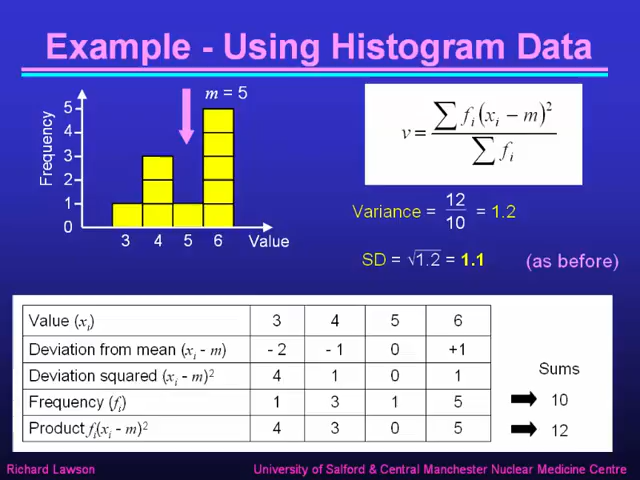 Example - Using Histogram Data
m = 5
Frequency
5
4
3
2
1
0
3 4 5 6 Value
v = ∑ fᵢ(xᵢ − m)² / ∑ fᵢ
Variance = 12/10 = 1.2
SD = √1.2 = 1.1 (as before)
Value (xᵢ) 3 4 5 6
Deviation from mean (xᵢ - m) - 2 - 1 0 +1
Deviation squared (xᵢ - m)² 4 1 0 1
Sums
Frequency (fᵢ) 1 3 1 5 10
Product fᵢ(xᵢ - m)² 4 3 0 5 12
Richard Lawson University of Salford & Central Manchester Nuclear Medicine Centre